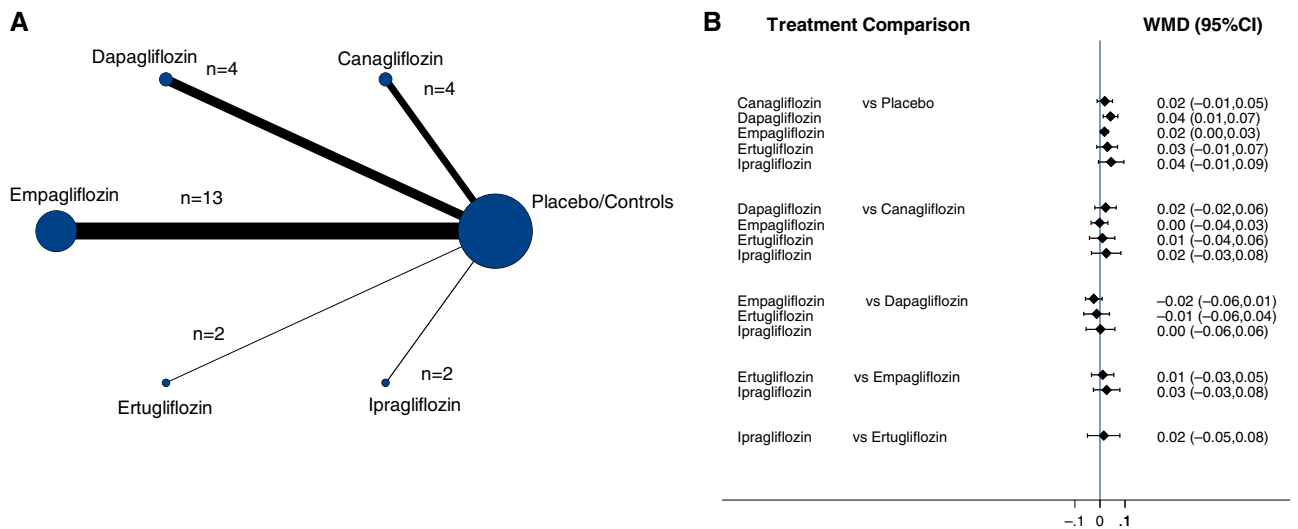 A
Dapagliflozin
n=4
Canagliflozin
n=4
Empagliflozin
n=13
Placebo/Controls
n=2
Ertugliflozin
n=2
Ipragliflozin
B
Treatment Comparison WMD (95%CI)
Canagliflozin vs Placebo 0.02 (−0.01,0.05)
Dapagliflozin 0.04 (0.01,0.07)
Empagliflozin 0.02 (0.00,0.03)
Ertugliflozin 0.03 (−0.01,0.07)
Ipragliflozin 0.04 (−0.01,0.09)
Dapagliflozin vs Canagliflozin 0.02 (−0.02,0.06)
Empagliflozin 0.00 (−0.04,0.03)
Ertugliflozin 0.01 (−0.04,0.06)
Ipragliflozin 0.02 (−0.03,0.08)
Empagliflozin vs Dapagliflozin −0.02 (−0.06,0.01)
Ertugliflozin −0.01 (−0.06,0.04)
Ipragliflozin 0.00 (−0.06,0.06)
Ertugliflozin vs Empagliflozin 0.01 (−0.03,0.05)
Ipragliflozin 0.03 (−0.03,0.08)
Ipragliflozin vs Ertugliflozin 0.02 (−0.05,0.08)
−.1 0 .1